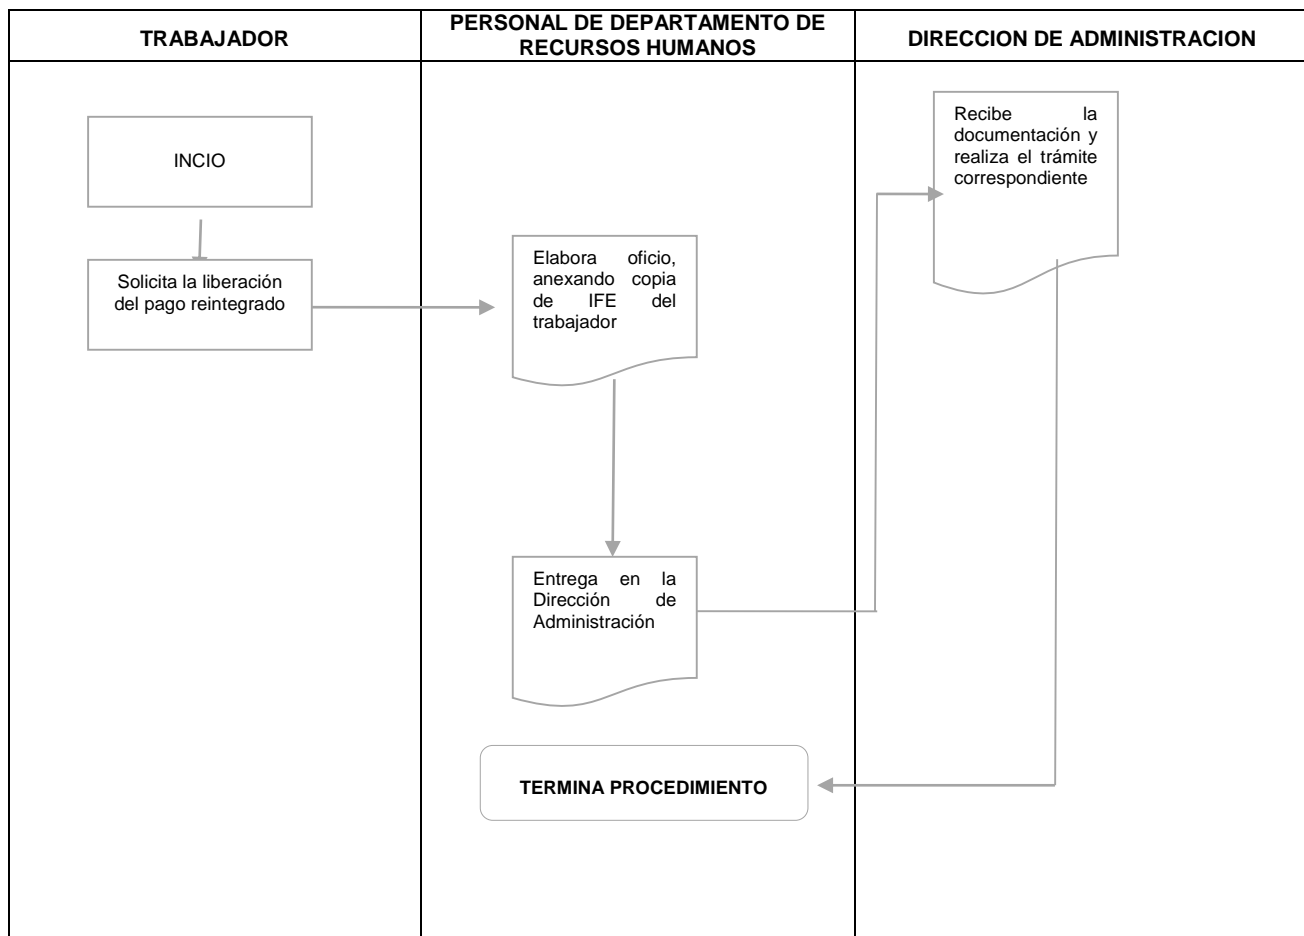 TRABAJADOR
PERSONAL DE DEPARTAMENTO DE
RECURSOS HUMANOS
DIRECCION DE ADMINISTRACION
INCIO
Solicita la liberación
del pago reintegrado
Elabora oficio,
anexando copia
de IFE del
trabajador
Entrega en la
Dirección de
Administración
Recibe la
documentación y
realiza el trámite
correspondiente
TERMINA PROCEDIMIENTO